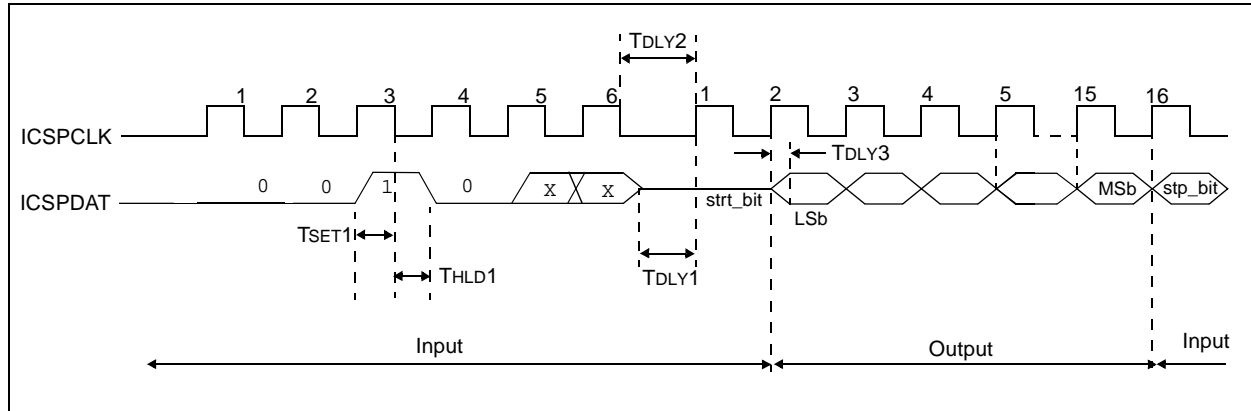 TDLY2
1 2 3 4 5 6 1 2 3 4 5 15 16
ICSPCLK
TDLY3
ICSPDAT
0 0 1 0 x x strt_bit LSb MSb stp_bit
TSET1
THLD1
TDLY1
Input Output Input